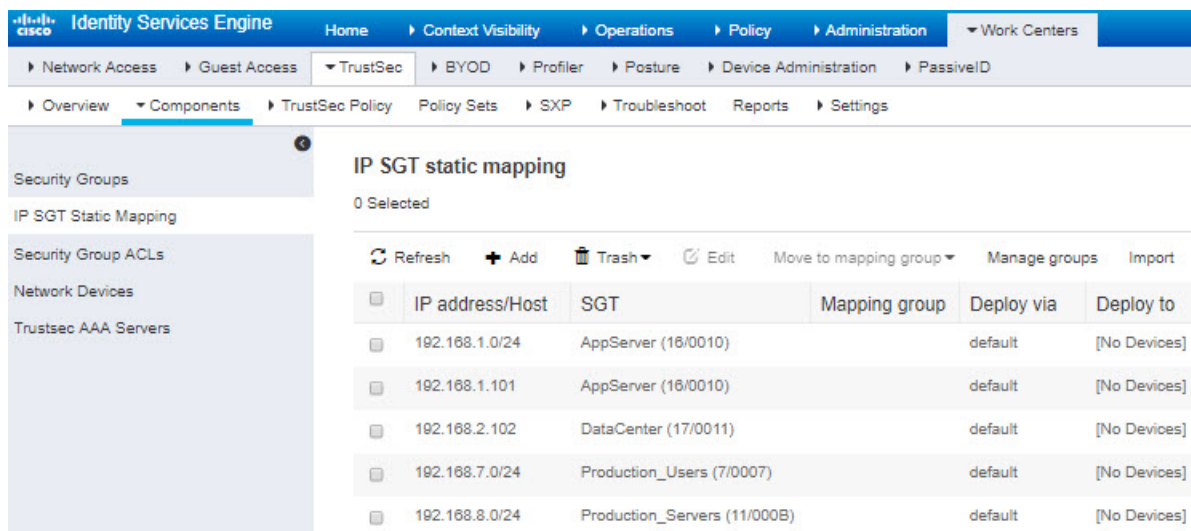 cisco Identity Services Engine Home Context Visibility Operations Policy Administration Work Centers
Network Access Guest Access TrustSec BYOD Profiler Posture Device Administration PassiveID
Overview Components TrustSec Policy Policy Sets SXP Troubleshoot Reports Settings
Security Groups
IP SGT Static Mapping
Security Group ACLs
Network Devices
Trustsec AAA Servers
IP SGT static mapping
0 Selected
Refresh Add Trash Edit Move to mapping group Manage groups Import
IP address/Host SGT Mapping group Deploy via Deploy to
192.168.1.0/24 AppServer (16/0010) default [No Devices]
192.168.1.101 AppServer (16/0010) default [No Devices]
192.168.2.102 DataCenter (17/0011) default [No Devices]
192.168.7.0/24 Production_Users (7/0007) default [No Devices]
192.168.8.0/24 Production_Servers (11/000B) default [No Devices]